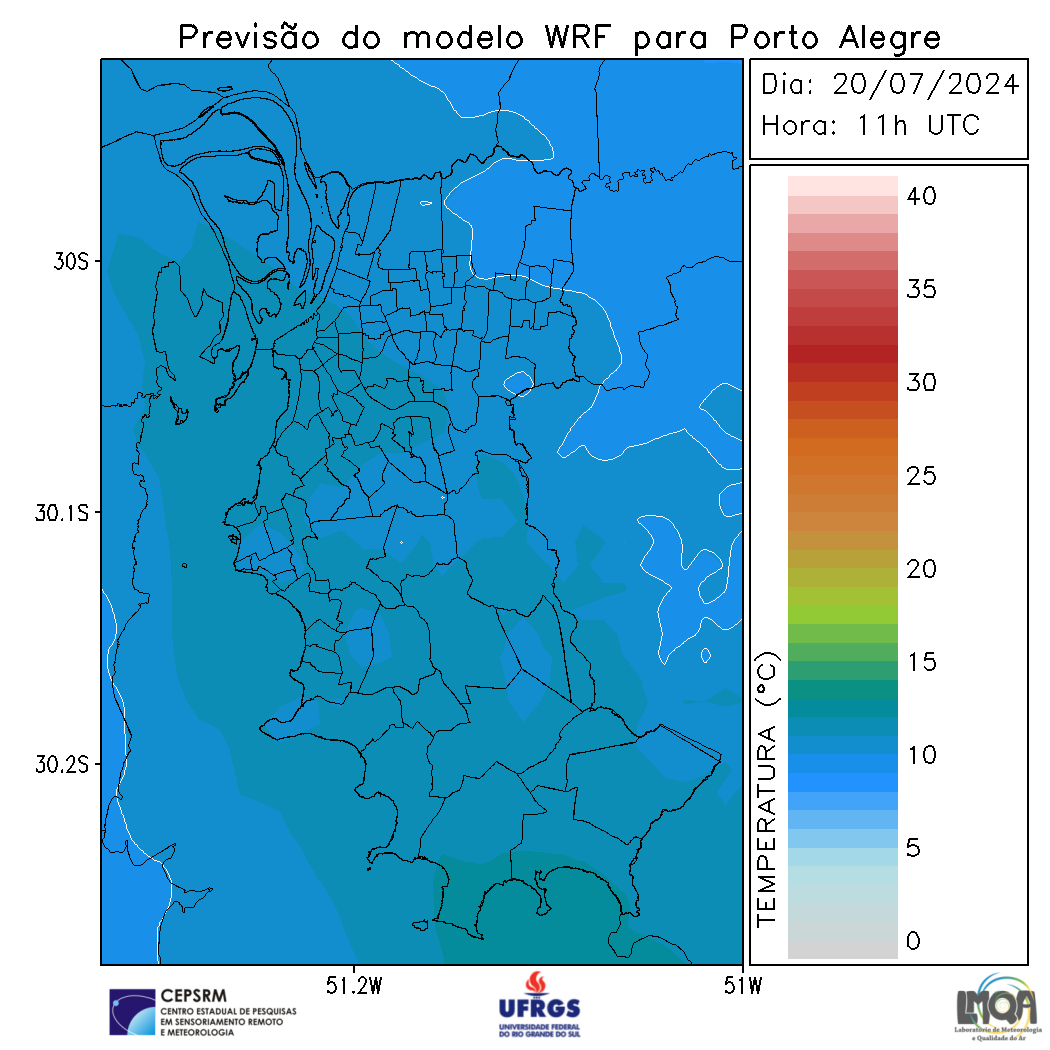 Previsão do modelo WRF para Porto Alegre
Dia: 20/07/2024
Hora: 11h UTC
40
35
30
25
20
15
10
5
0
TEMPERATURA (°C)
30S
30.1S
30.2S
51.2W
51W
CEPSRM
CENTRO ESTADUAL DE PESQUISAS
EM SENSORIAMENTO REMOTO
E METEOROLOGIA
UFRGS
UNIVERSIDADE FEDERAL
DO RIO GRANDE DO SUL
LMQA
Laboratório de Meteorologia
e Qualidade do Ar